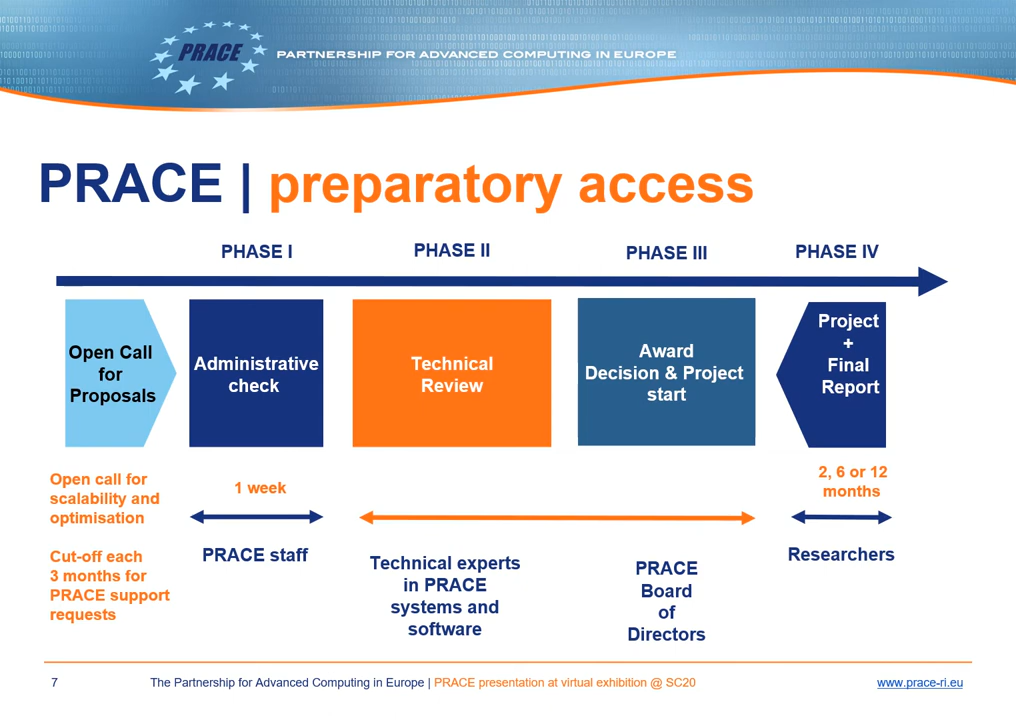 PRACE
PARTNERSHIP FOR ADVANCED COMPUTING IN EUROPE
PRACE | preparatory access
PHASE I
PHASE II
PHASE III
PHASE IV
Open Call
for
Proposals
Administrative
check
Technical
Review
Award
Decision & Project
start
Project
+
Final
Report
Open call for
scalability and
optimisation
Cut-off each
3 months for
PRACE support
requests
1 week
PRACE staff
Technical experts
in PRACE
systems and
software
PRACE
Board
of
Directors
2, 6 or 12
months
Researchers
7
The Partnership for Advanced Computing in Europe | PRACE presentation at virtual exhibition @ SC20
www.prace-ri.eu